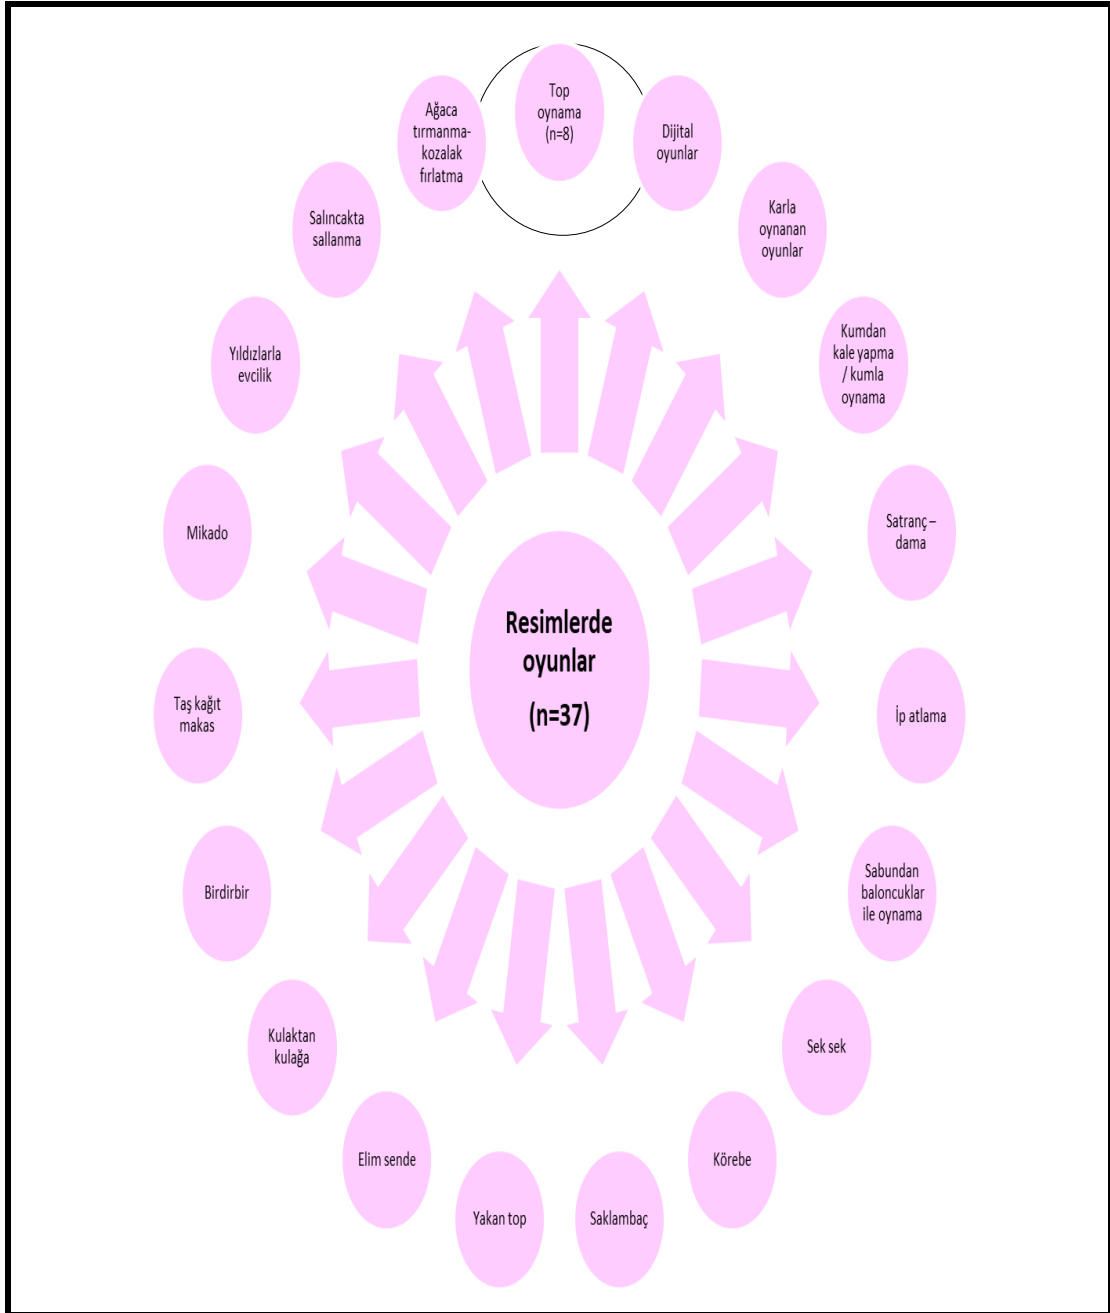 Top
oynama
(n=8)
Dijital
oyunlar
Karla
oynanan
oyunlar
Kumdan
kale yapma
/ kumla
oynama
Satranç –
dama
İp atlama
Sabundan
baloncuklar
ile oynama
Sek sek
Körebe
Saklambaç
Yakan top
Elim sende
Kulaktan
kulağa
Birdirbir
Taş kağıt
makas
Mikado
Yıldızlarla
evcilik
Salıncakta
sallanma
Ağaca
tırmanma-
kozalak
fırlatma
Resimlerde
oyunlar
(n=37)